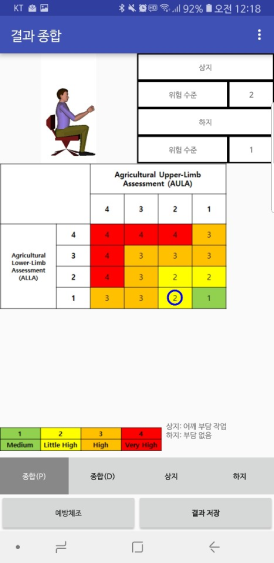 KT 92% 오전 12:18
결과 종합
상지
위험 수준 2
하지
위험 수준 1
Agricultural Upper-Limb
Assessment (AULA)
4 3 2 1
Agricultural
Lower-Limb
Assessment
(ALLA)
4 4 4 4 3
3 4 3 3 3
2 4 3 2 2
1 3 3 2 1
1 2 3 4
Medium Little High High Very High
상지: 어깨 부담 작업
하지: 부담 없음
종합(P) 종합(D) 상지 하지
예방체조 결과 저장